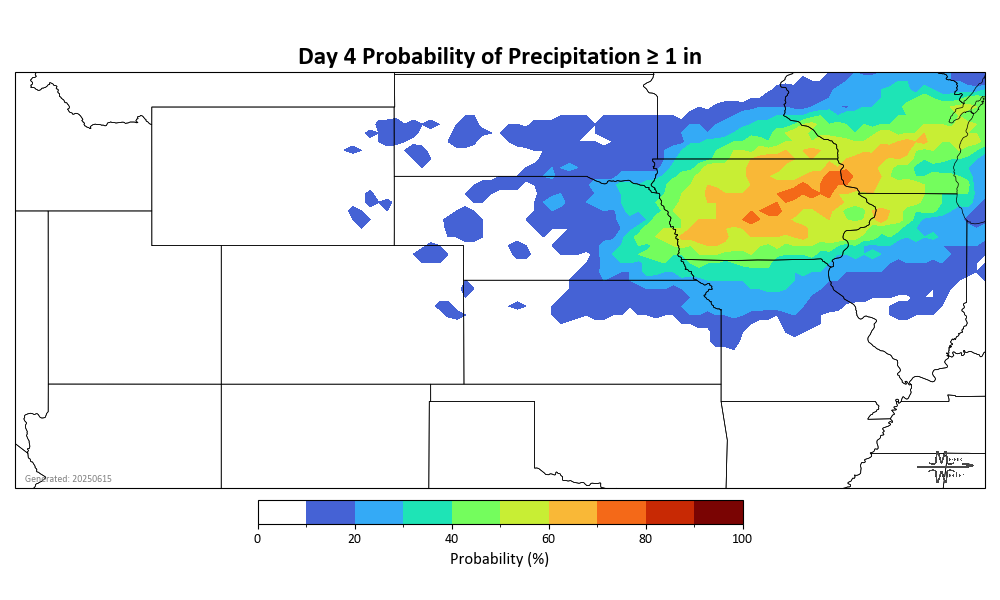 Day 4 Probability of Precipitation ≥ 1 in
Generated: 20250615
0 20 40 60 80 100
Probability (%)